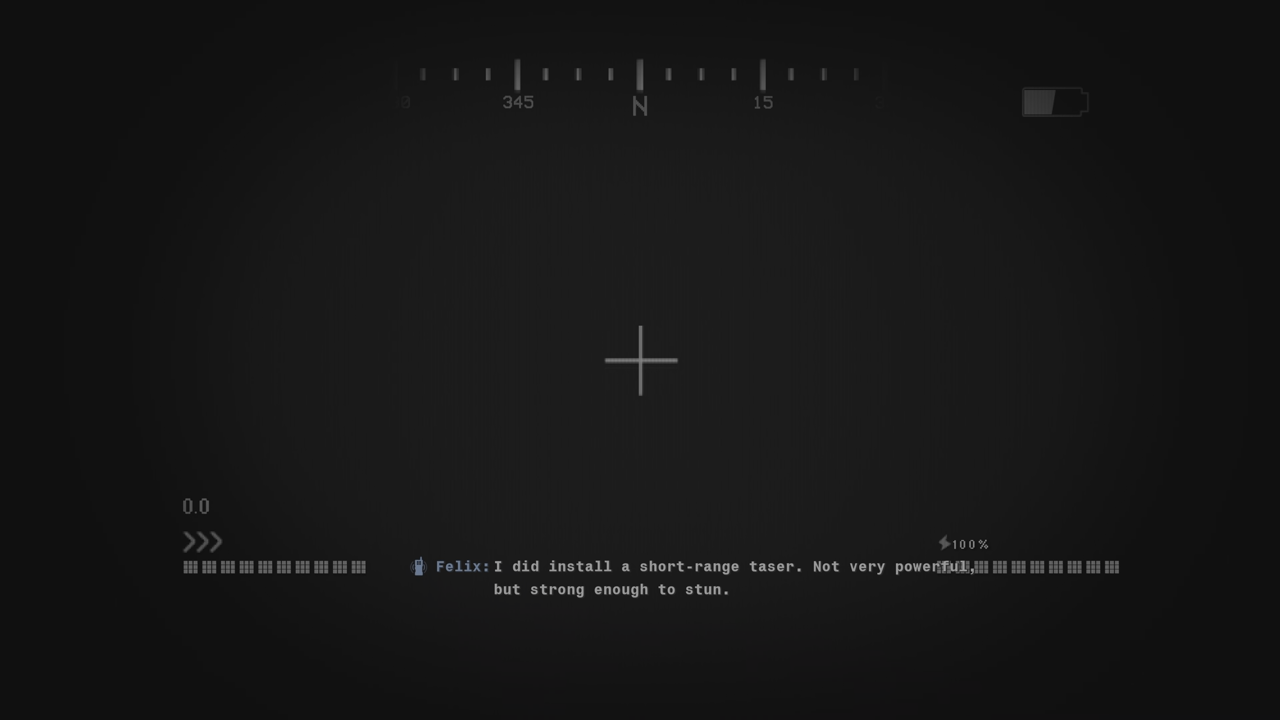 345 N 15
0.0
100%
Felix: I did install a short-range taser. Not very powerful,
but strong enough to stun.